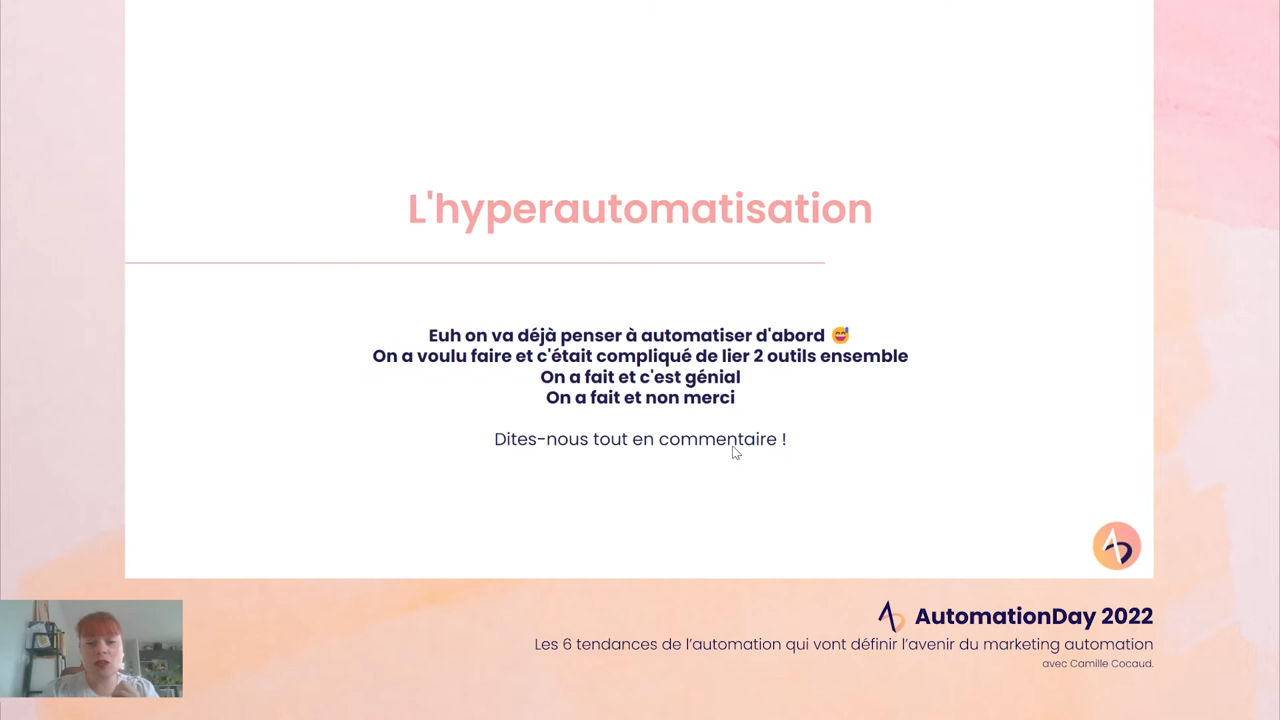 L'hyperautomatisation
Euh on va déjà penser à automatiser d'abord 😅
On a voulu faire et c'était compliqué de lier 2 outils ensemble
On a fait et c'est génial
On a fait et non merci
Dites-nous tout en commentaire !
AutomationDay 2022
Les 6 tendances de l'automation qui vont définir l'avenir du marketing automation
avec Camille Cocaud.